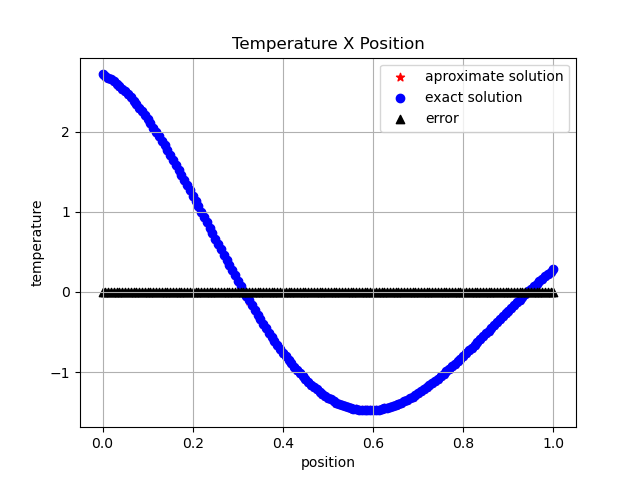 Temperature X Position
aproximate solution
exact solution
error
temperature
2
1
0
−1
0.0 0.2 0.4 0.6 0.8 1.0
position